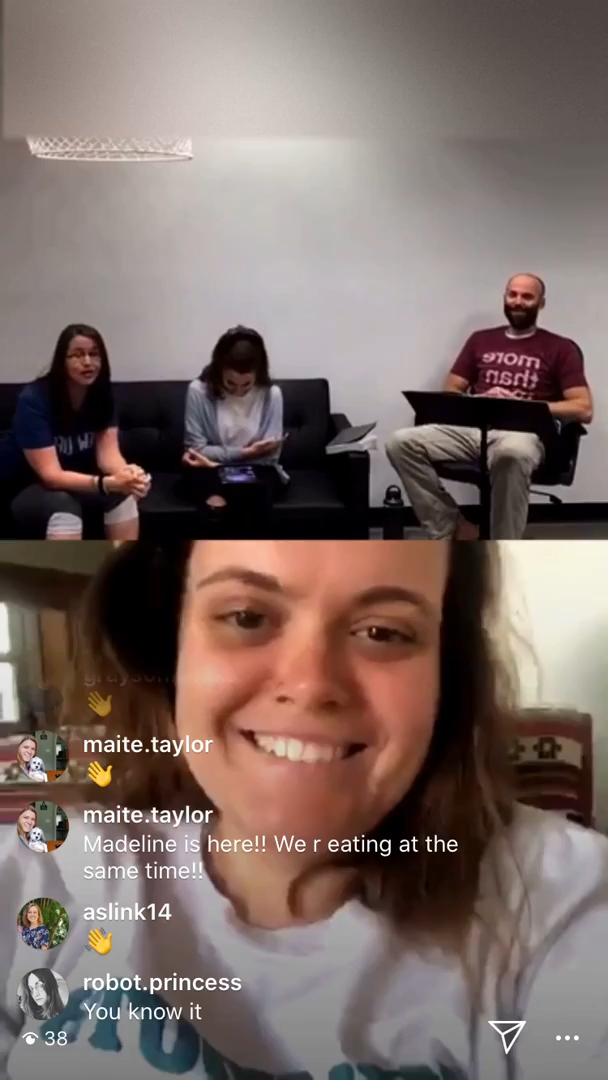 more
than
maite.taylor
👋
maite.taylor
Madeline is here!! We r eating at the
same time!!
aslink14
👋
robot.princess
You know it
38